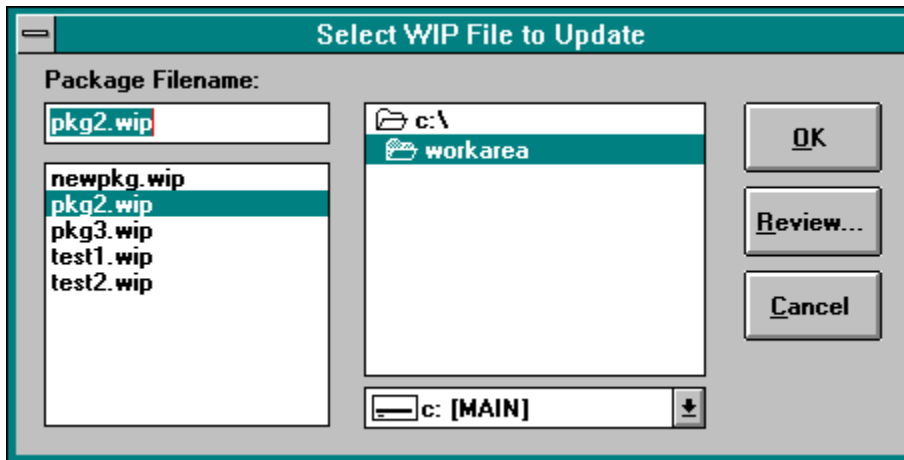 Select WIP File to Update
Package Filename:
pkg2.wip
newpkg.wip
pkg2.wip
pkg3.wip
test1.wip
test2.wip
c:\
workarea
c: [MAIN]
OK
Review...
Cancel